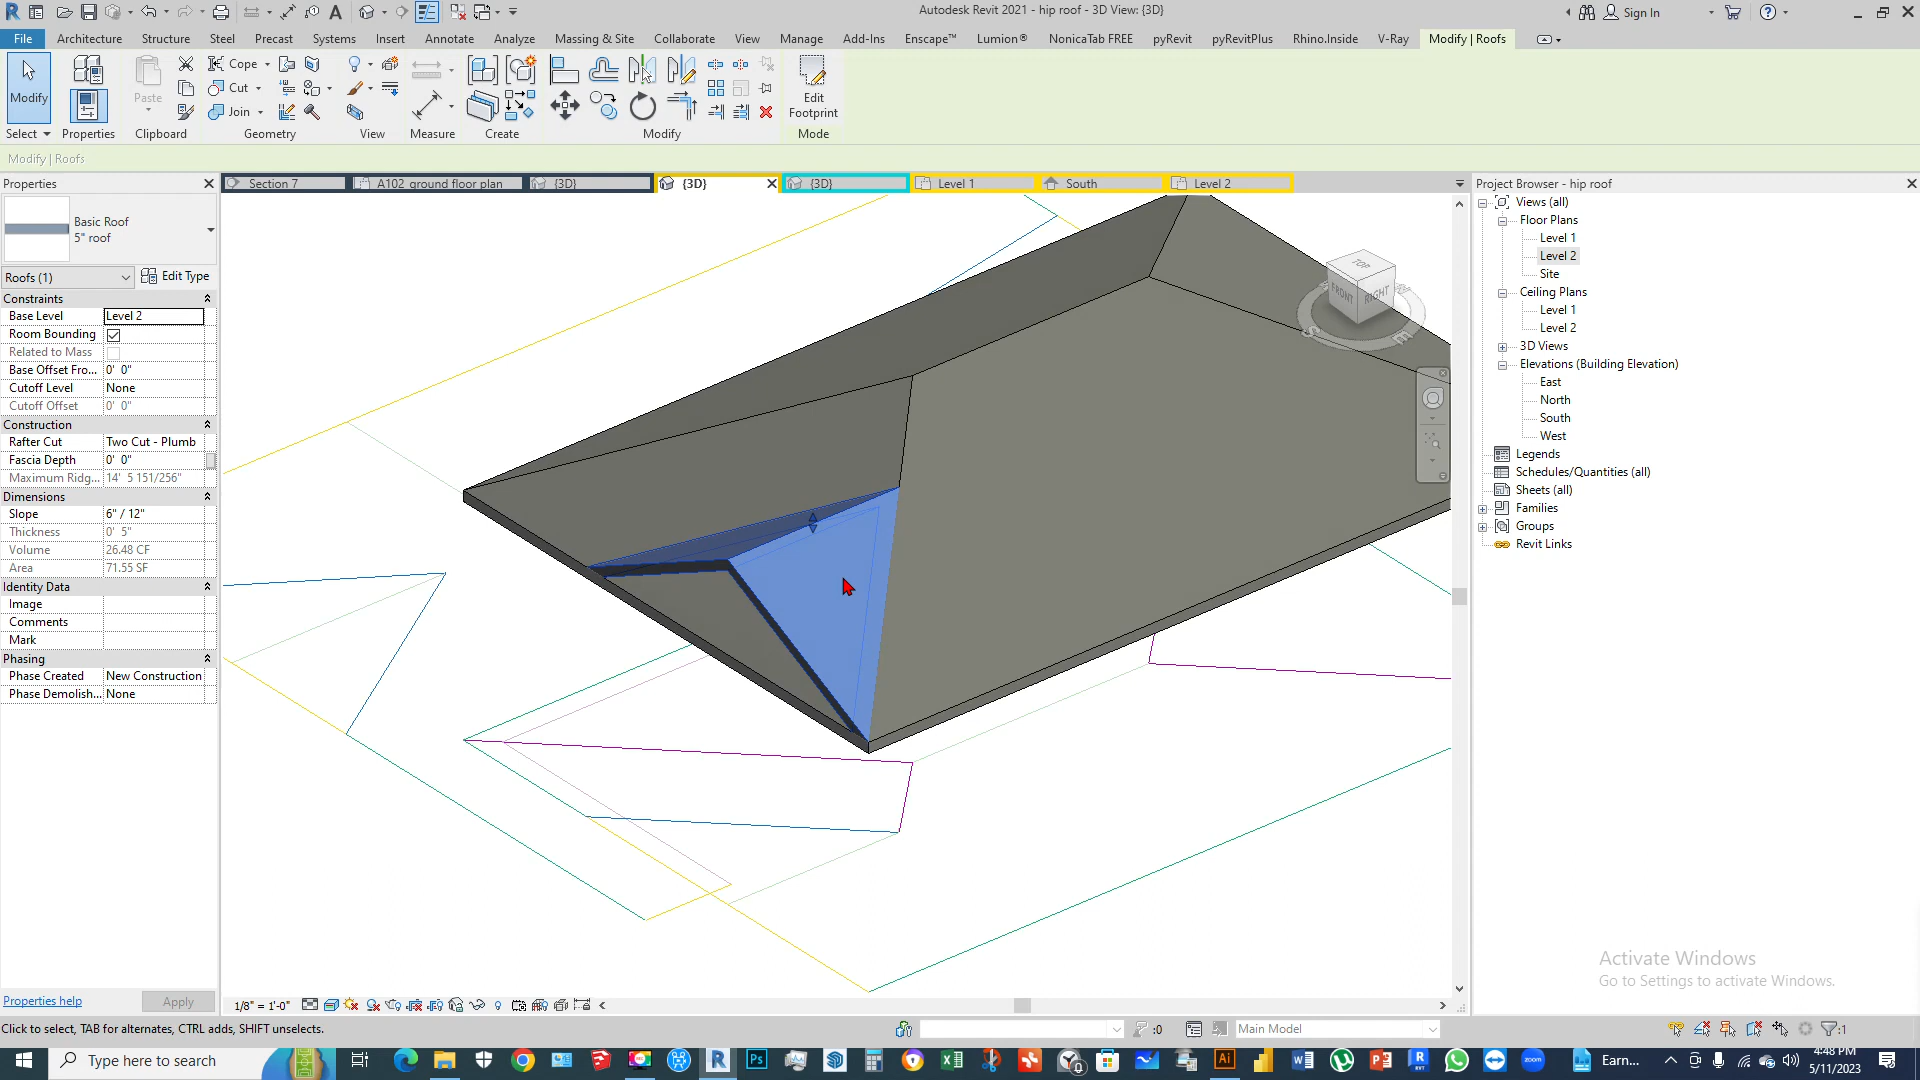 Autodesk Revit 2021 - hip roof - 3D View: {3D}
Sign In
File Architecture Structure Steel Precast Systems Insert Annotate Analyze Massing & Site Collaborate View Manage Add-Ins Enscape™ Lumion® NonicaTab FREE pyRevit pyRevitPlus Rhino.Inside V-Ray Modify | Roofs
Modify
Paste
Cope
Cut
Join
Edit
Footprint
Select Properties Clipboard Geometry View Measure Create Modify Mode
Modify | Roofs
Properties
Section 7
A102 ground floor plan
{3D}
{3D}
{3D}
Level 1
South
Level 2
Project Browser - hip roof
Basic Roof
5" roof
Roofs (1)
Edit Type
Constraints
Base Level Level 2
Room Bounding
Related to Mass
Base Offset Fro... 0' 0"
Cutoff Level None
Cutoff Offset 0' 0"
Construction
Rafter Cut Two Cut - Plumb
Fascia Depth 0' 0"
Maximum Ridg... 14' 5 151/256"
Dimensions
Slope 6" / 12"
Thickness 0' 5"
Volume 26.48 CF
Area 71.55 SF
Identity Data
Image
Comments
Mark
Phasing
Phase Created New Construction
Phase Demolish... None
Properties help
Apply
TOP
FRONT
RIGHT
S
E
Views (all)
Floor Plans
Level 1
Level 2
Site
Ceiling Plans
Level 1
Level 2
3D Views
Elevations (Building Elevation)
East
North
South
West
Legends
Schedules/Quantities (all)
Sheets (all)
Families
Groups
Revit Links
Activate Windows
Go to Settings to activate Windows.
1/8" = 1'-0"
Click to select, TAB for alternates, CTRL adds, SHIFT unselects.
:0
Main Model
:1
Type here to search
Earn...
4:48 PM
5/11/2023